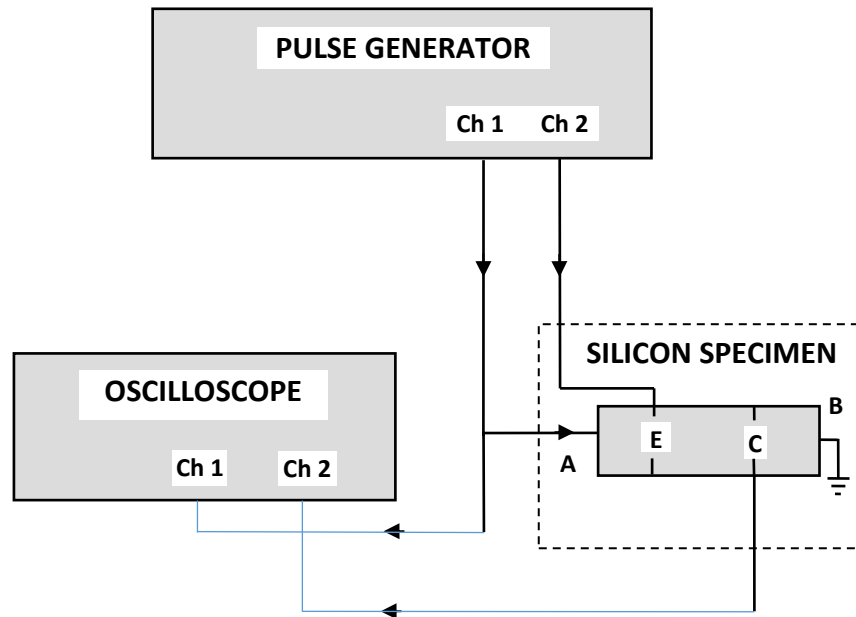 PULSE GENERATOR
Ch 1 Ch 2
SILICON SPECIMEN
OSCILLOSCOPE
B
E C
Ch 1 Ch 2
A